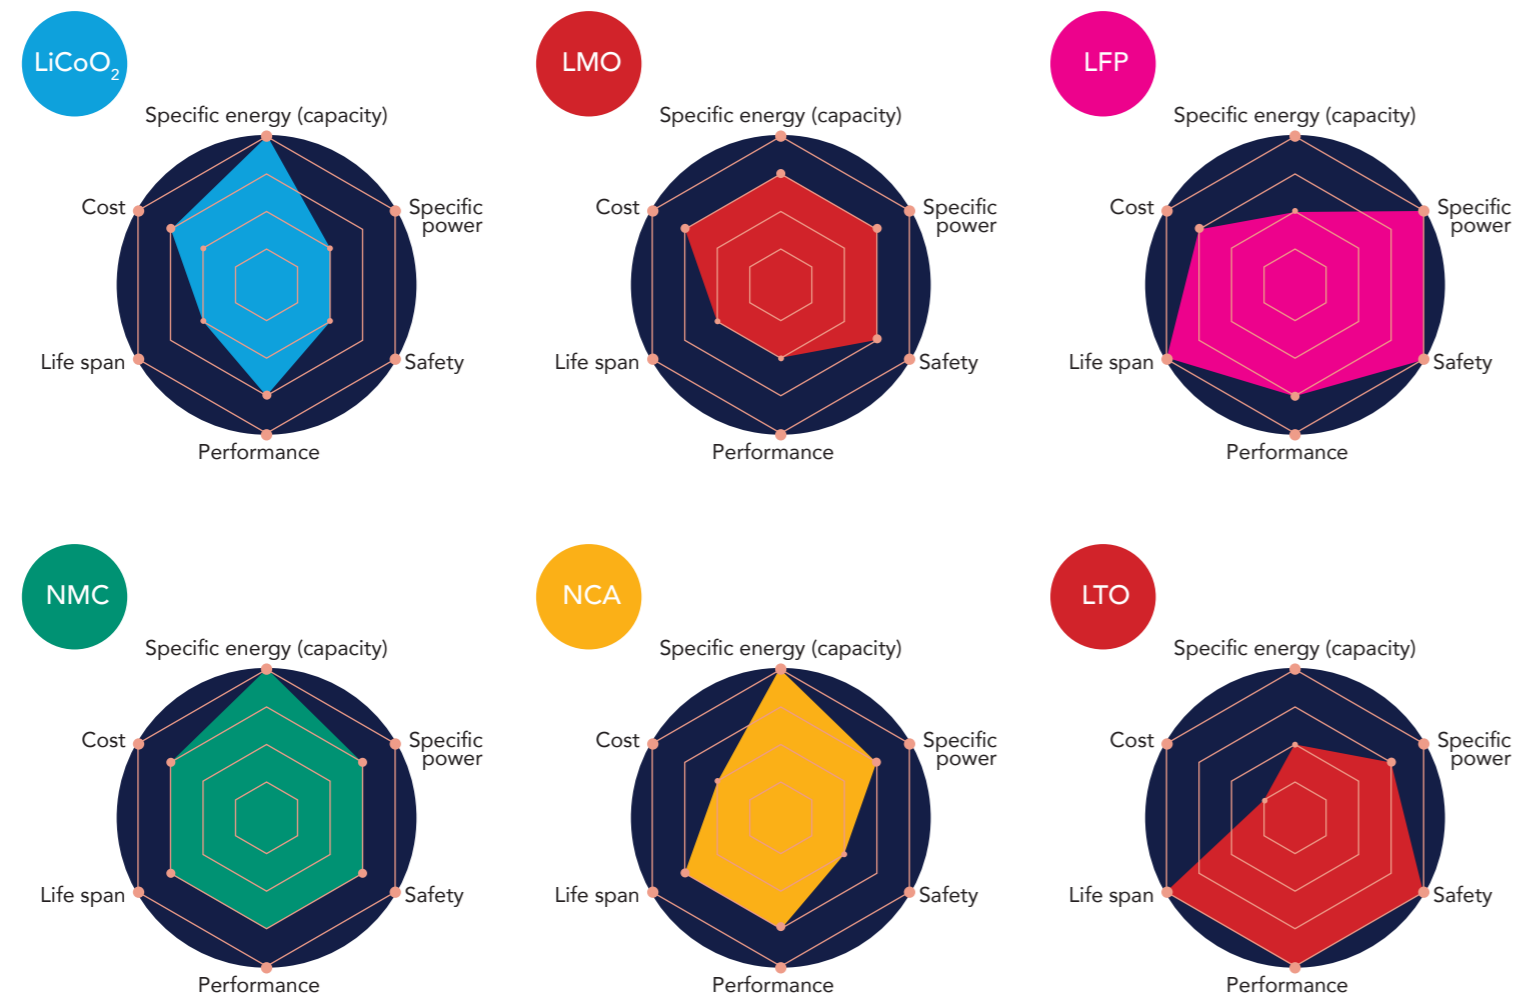 LiCoO2
Specific energy (capacity)
Cost
Specific
power
Life span
Safety
Performance
LMO
Specific energy (capacity)
Cost
Specific
power
Life span
Safety
Performance
LFP
Specific energy (capacity)
Cost
Specific
power
Life span
Safety
Performance
NMC
Specific energy (capacity)
Cost
Specific
power
Life span
Safety
Performance
NCA
Specific energy (capacity)
Cost
Specific
power
Life span
Safety
Performance
LTO
Specific energy (capacity)
Cost
Specific
power
Life span
Safety
Performance